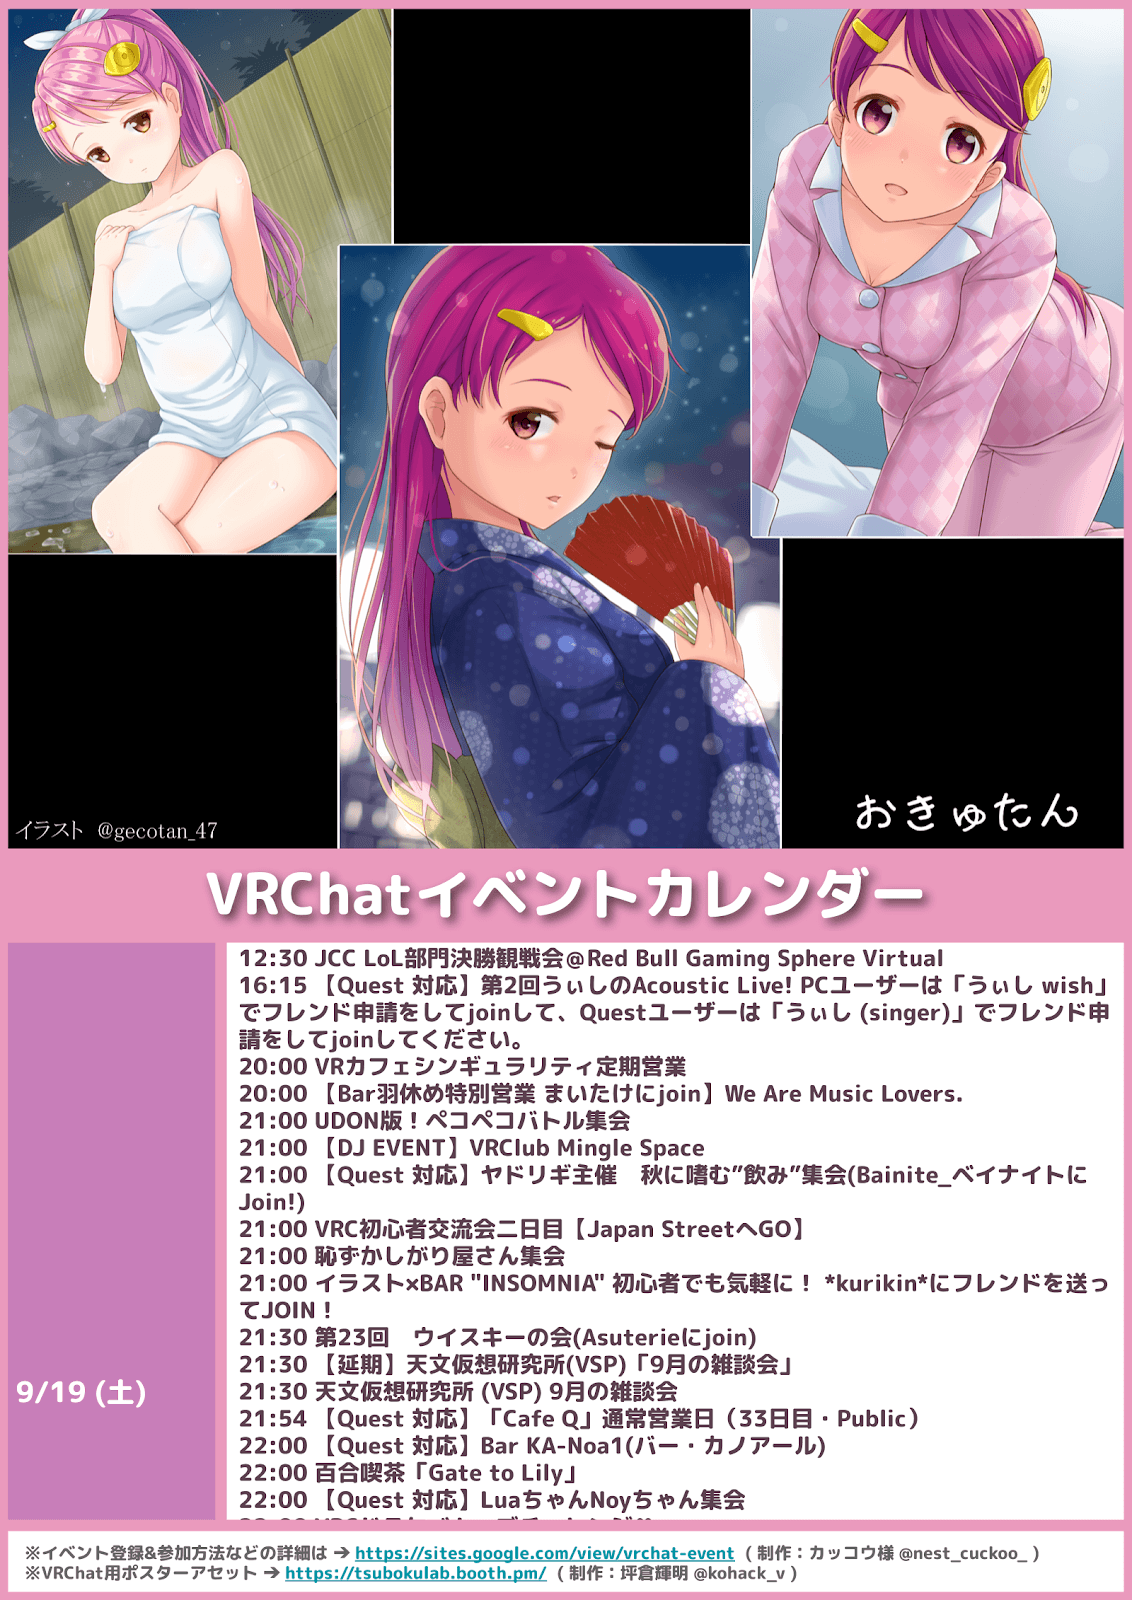 イラスト @gecotan_47
おきゅたん
VRChatイベントカレンダー
9/19 (土)
12:30 JCC LoL部門決勝観戦会@Red Bull Gaming Sphere Virtual
16:15 【Quest 対応】第2回うぃしのAcoustic Live! PCユーザーは「うぃし wish」
でフレンド申請をしてjoinして、Questユーザーは「うぃし (singer)」でフレンド申
請をしてjoinしてください。
20:00 VRカフェシンギュラリティ定期営業
20:00 【Bar羽休め特別営業 まいたけにjoin】We Are Music Lovers.
21:00 UDON版！ペコペコバトル集会
21:00 【DJ EVENT】VRClub Mingle Space
21:00 【Quest 対応】ヤドリギ主催　秋に嗜む”飲み”集会(Bainite_ベイナイトに
Join!)
21:00 VRC初心者交流会二日目【Japan StreetへGO】
21:00 恥ずかしがり屋さん集会
21:00 イラスト×BAR "INSOMNIA" 初心者でも気軽に！ *kurikin*にフレンドを送っ
てJOIN！
21:30 第23回　ウイスキーの会(Asuterieにjoin)
21:30 【延期】天文仮想研究所(VSP)「9月の雑談会」
21:30 天文仮想研究所 (VSP) 9月の雑談会
21:54 【Quest 対応】「Cafe Q」通常営業日（33日目・Public）
22:00 【Quest 対応】Bar KA-Noa1(バー・カノアール)
22:00 百合喫茶「Gate to Lily」
22:00 【Quest 対応】LuaちゃんNoyちゃん集会
※イベント登録&参加方法などの詳細は ➔ https://sites.google.com/view/vrchat-event ( 制作：カッコウ様 @nest_cuckoo_ )
※VRChat用ポスターアセット ➔ https://tsubokulab.booth.pm/ ( 制作：坪倉輝明 @kohack_v )